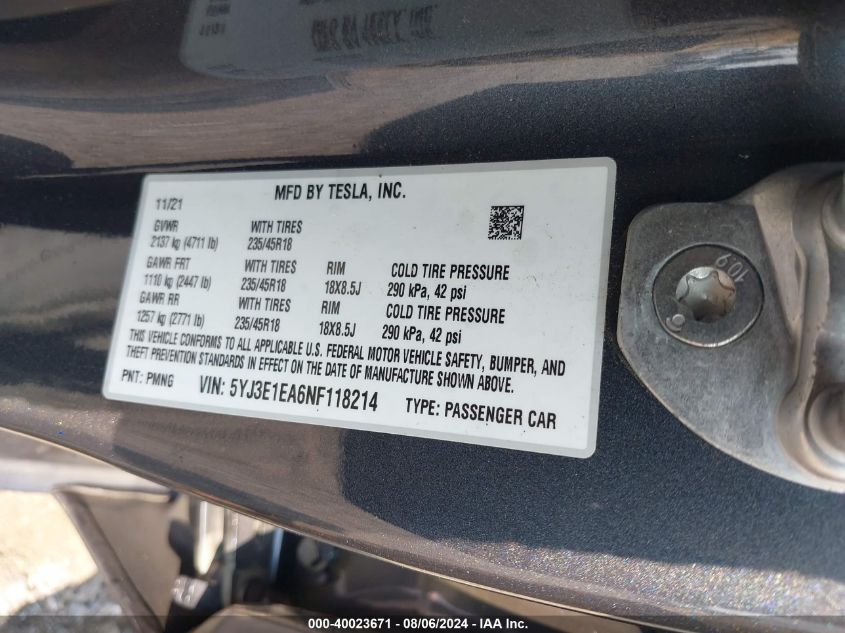 MFD BY TESLA, INC.
11/21
GVWR WITH TIRES
2137 kg (4711 lb) 235/45R18
GAWR FRT WITH TIRES RIM COLD TIRE PRESSURE
1110 kg (2447 lb) 235/45R18 18X8.5J 290 kPa, 42 psi
GAWR RR WITH TIRES RIM COLD TIRE PRESSURE
1257 kg (2771 lb) 235/45R18 18X8.5J 290 kPa, 42 psi
THIS VEHICLE CONFORMS TO ALL APPLICABLE U.S. FEDERAL MOTOR VEHICLE SAFETY, BUMPER, AND
THEFT PREVENTION STANDARDS IN EFFECT ON THE DATE OF MANUFACTURE SHOWN ABOVE.
PNT: PMNG VIN: 5YJ3E1EA6NF118214 TYPE: PASSENGER CAR
10.9
000-40023671 - 08/06/2024 - IAA Inc.